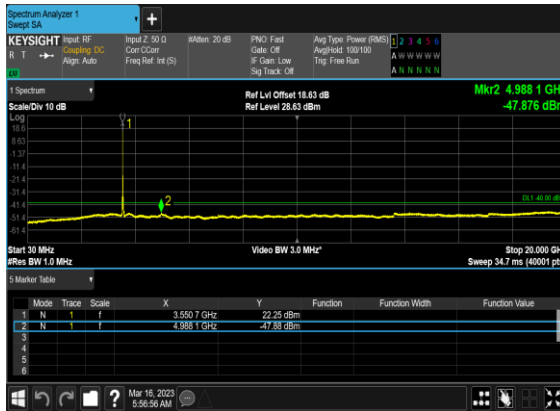 Spectrum Analyzer 1
Swept SA
KEYSIGHT
R T
Input: RF
Coupling: DC
Align: Auto
Input Z: 50 Ω
Corr CCorr
Freq Ref: Int (S)
#Atten: 20 dB
PNO: Fast
Gate: Off
IF Gain: Low
Sig Track: Off
Avg Type: Power (RMS)
Avg|Hold: 100/100
Trig: Free Run
1 2 3 4 5 6
A W W W W W
A N N N N N
1 Spectrum
Scale/Div 10 dB
Ref Lvl Offset 18.63 dB
Ref Level 28.63 dBm
Mkr2 4.988 1 GHz
-47.876 dBm
Log
18.6
8.63
-1.37
-11.4
-21.4
-31.4
-41.4
-51.4
-61.4
1
2
DL1 -40.00 dB
Start 30 MHz
#Res BW 1.0 MHz
Video BW 3.0 MHz*
Stop 20.000 GH
Sweep 34.7 ms (40001 pt
5 Marker Table
Mode Trace Scale X Y Function Function Width Function Value
1 N 1 f 3.550 7 GHz 22.25 dBm
2 N 1 f 4.988 1 GHz -47.88 dBm
3
4
5
6
?
Mar 16, 2023
5:56:56 AM